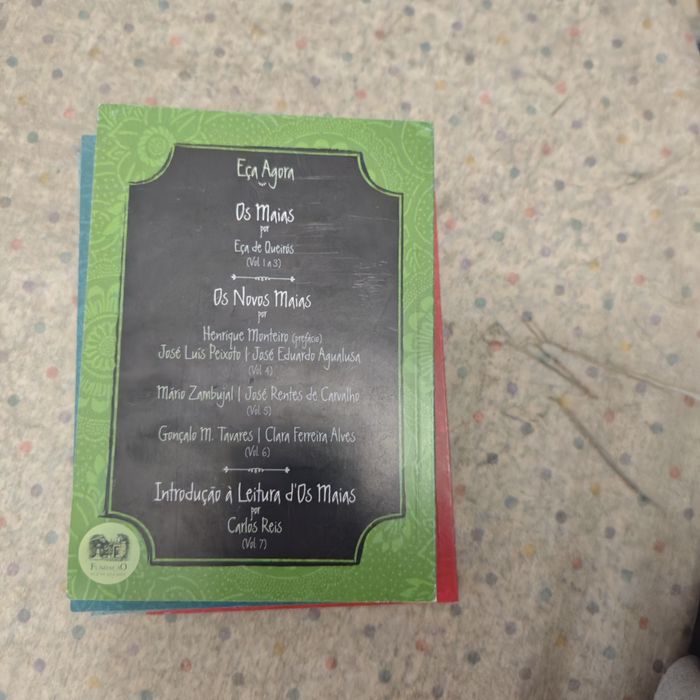 Eça Agora
Os Maias
por
Eça de Queirós
(Vol. 1 a 3)
Os Novos Maias
por
Henrique Monteiro (prefácio)
José Luís Peixoto | José Eduardo Agualusa
(Vol. 4)
Mário Zambujal | José Rentes de Carvalho
(Vol. 5)
Gonçalo M. Tavares | Clara Ferreira Alves
(Vol. 6)
Introdução à Leitura d'Os Maias
por
Carlos Reis
(Vol. 7)
FUNDAÇÃO